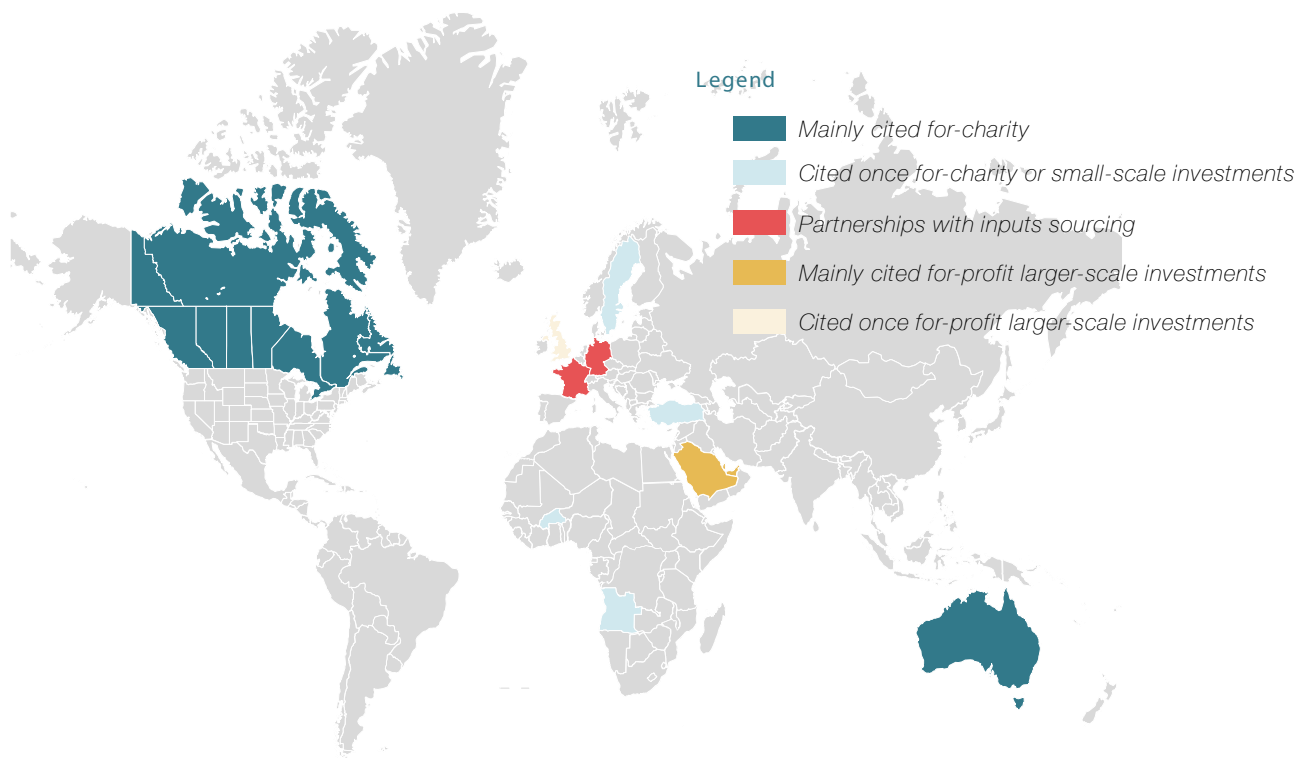 Legend
Mainly cited for-charity
Cited once for-charity or small-scale investments
Partnerships with inputs sourcing
Mainly cited for-profit larger-scale investments
Cited once for-profit larger-scale investments